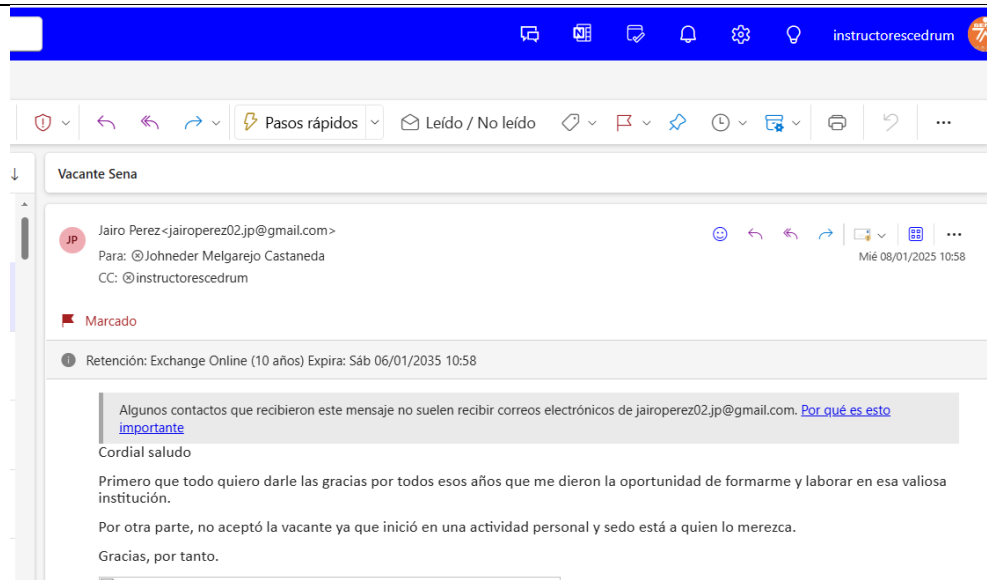 instructorescedrum
Pasos rápidos
Leído / No leído
Vacante Sena
JP
Jairo Perez<jairoperez02.jp@gmail.com>
Para: Johneder Melgarejo Castaneda
CC: instructorescedrum
Mié 08/01/2025 10:58
Marcado
Retención: Exchange Online (10 años) Expira: Sáb 06/01/2035 10:58
Algunos contactos que recibieron este mensaje no suelen recibir correos electrónicos de jairoperez02.jp@gmail.com. Por qué es esto
importante
Cordial saludo
Primero que todo quiero darle las gracias por todos esos años que me dieron la oportunidad de formarme y laborar en esa valiosa
institución.
Por otra parte, no aceptó la vacante ya que inició en una actividad personal y sedo está a quien lo merezca.
Gracias, por tanto.